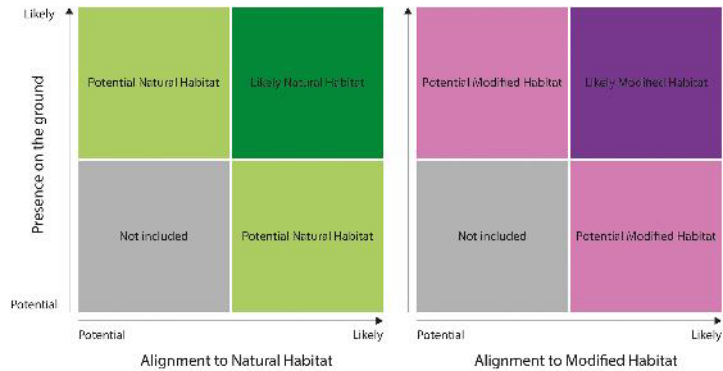 Likely
Potential Natural Habitat
Likely Natural Habitat
Potential Modified Habitat
Likely Modified Habitat
Presence on the ground
Not included
Potential Natural Habitat
Not included
Potential Modified Habitat
Potential
Potential
Likely
Potential
Likely
Alignment to Natural Habitat
Alignment to Modified Habitat